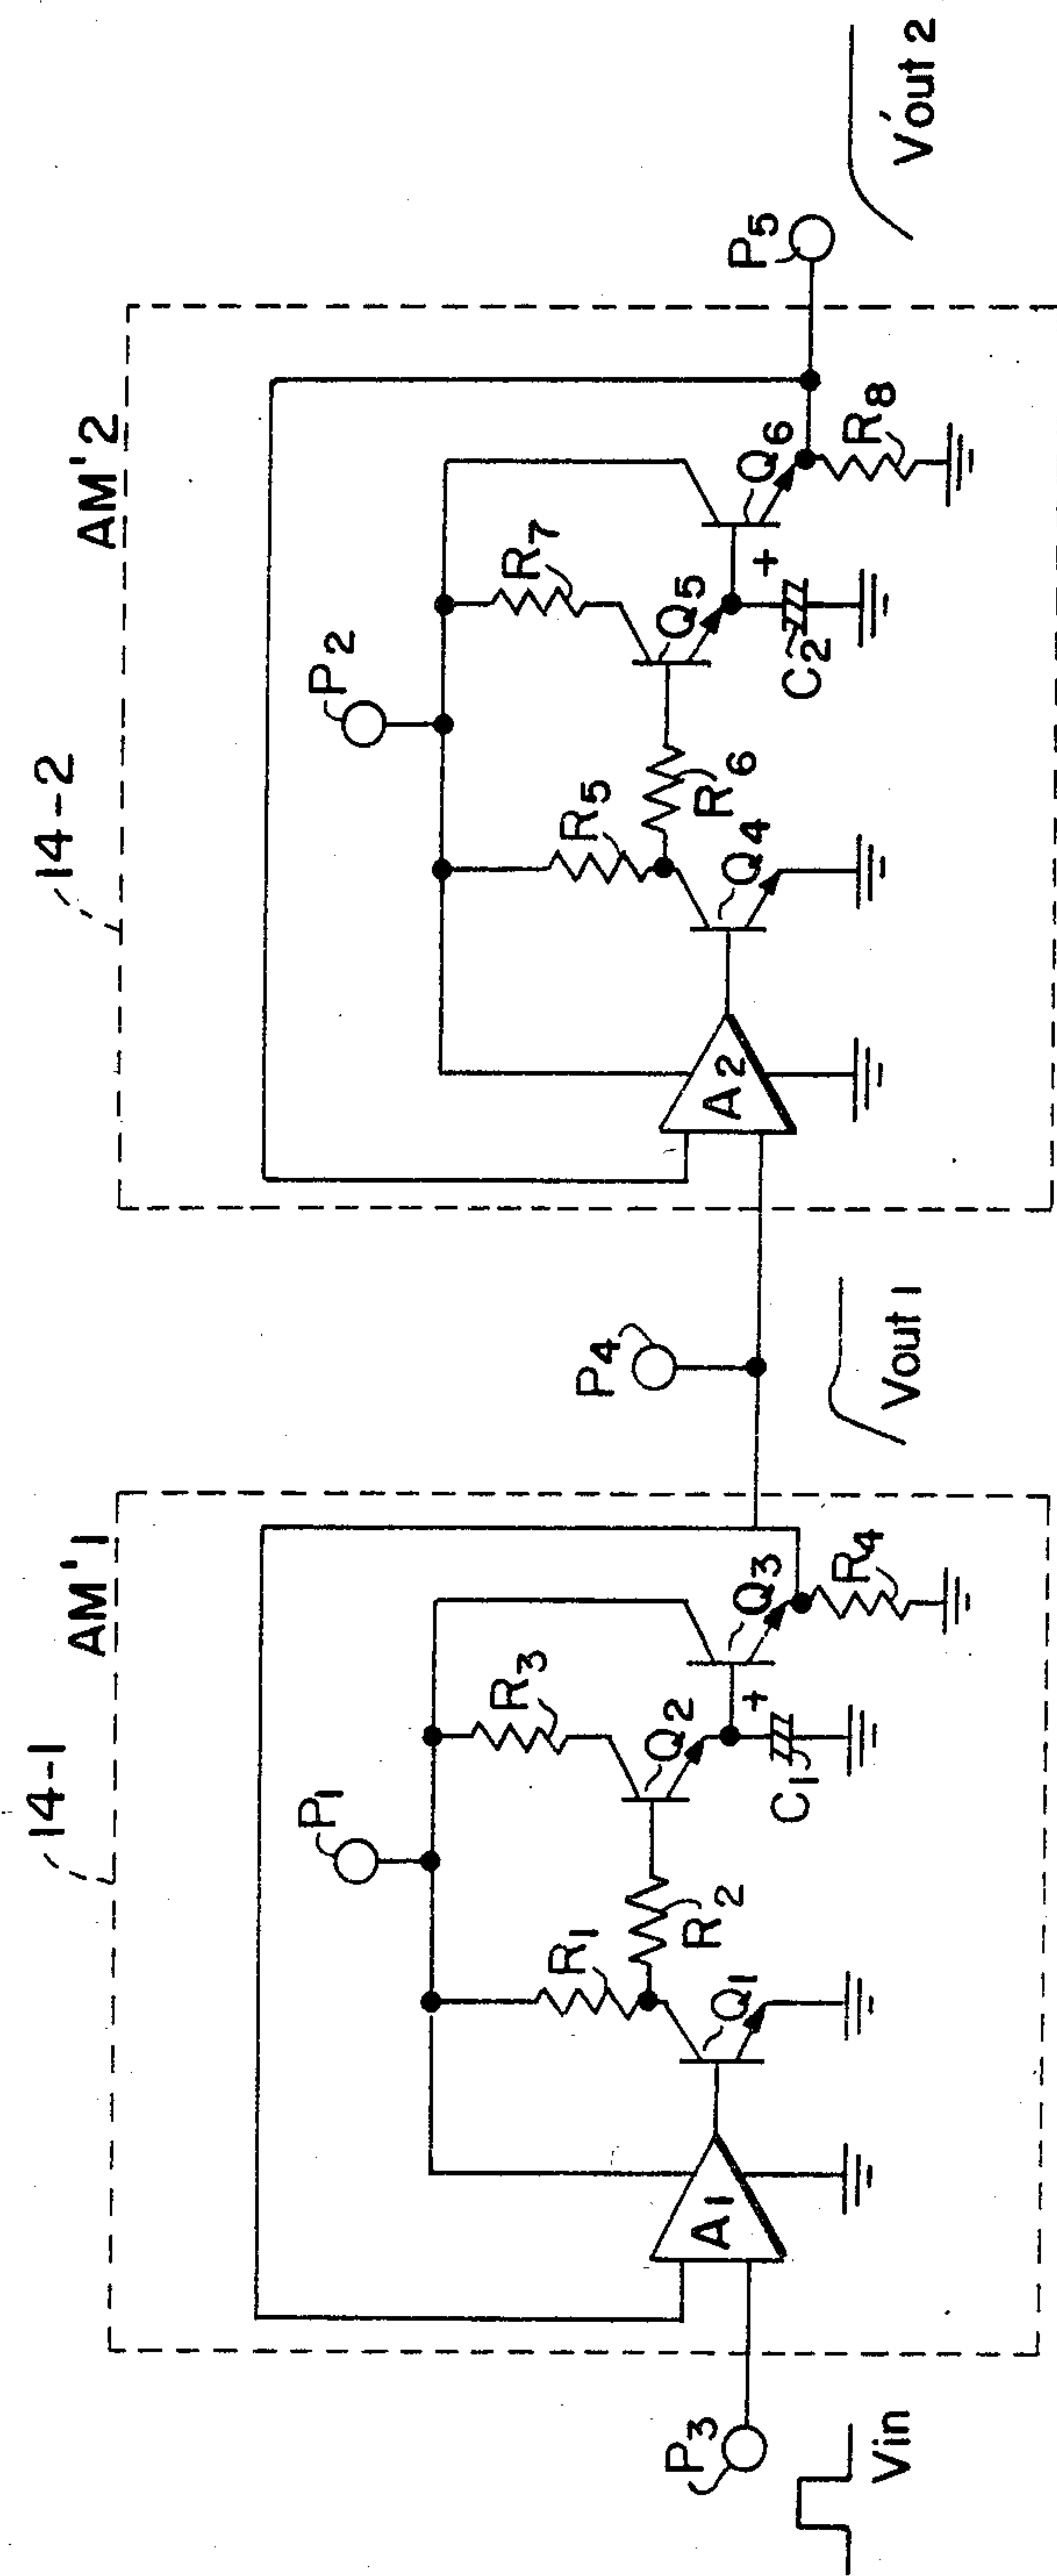 14-1
AM'1
P1
R1
R2
R3
Q1
Q2
Q3
A1
C1
+
R4
P3
Vin
P4
Vout 1
14-2
AM'2
P2
R5
R6
R7
Q4
Q5
Q6
A2
C2
+
R8
P5
V'out 2